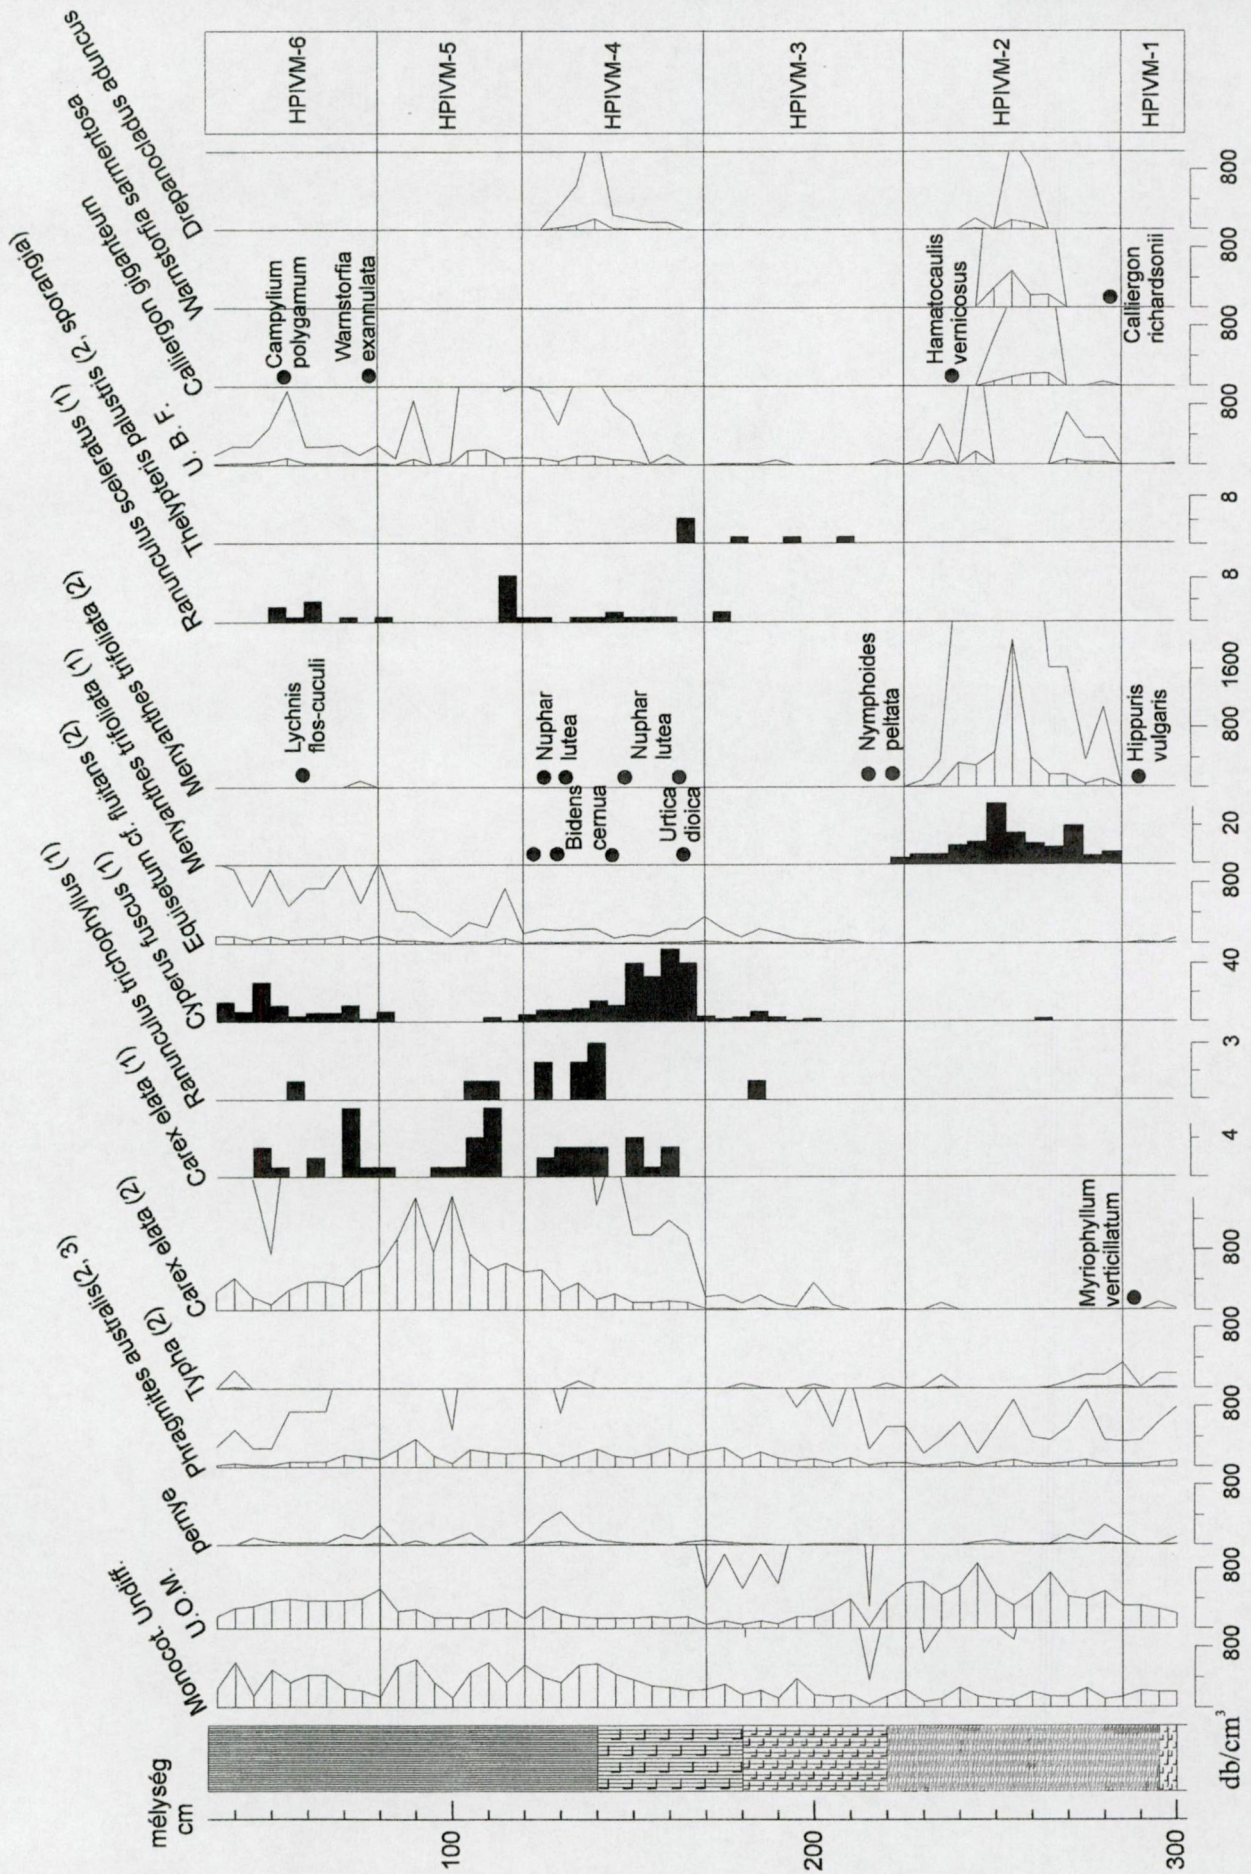 mélység
cm
100
200
300
db/cm³
Monocot. Undiff.
800
U.O.M.
800
pernye
800
Phragmites australis(2, 3)
800
Typha (2)
800
Carex elata (2)
800
Myriophyllum
verticillatum
Carex elata (1)
4
Ranunculus trichophyllus (1)
3
Cyperus fuscus (1)
40
Equisetum cf. fluitans (2)
800
Menyanthes trifoliata (1)
20
Bidens
cernua
Urtica
dioica
Menyanthes trifoliata (2)
800
1600
Lychnis
flos-cuculi
Nuphar
lutea
Nuphar
lutea
Nymphoides
peltata
Hippuris
vulgaris
Ranunculus sceleratus (1)
8
Thelypteris palustris (2, sporangia)
8
U. B. F.
800
Calliergon giganteum
800
Campylium
polygamum
Warnstorfia
exannulata
Hamatocaulis
vernicosus
Warnstorfia sarmentosa
800
Calliergon
richardsonii
Drepanocladus aduncus
800
HPIVM-6
HPIVM-5
HPIVM-4
HPIVM-3
HPIVM-2
HPIVM-1